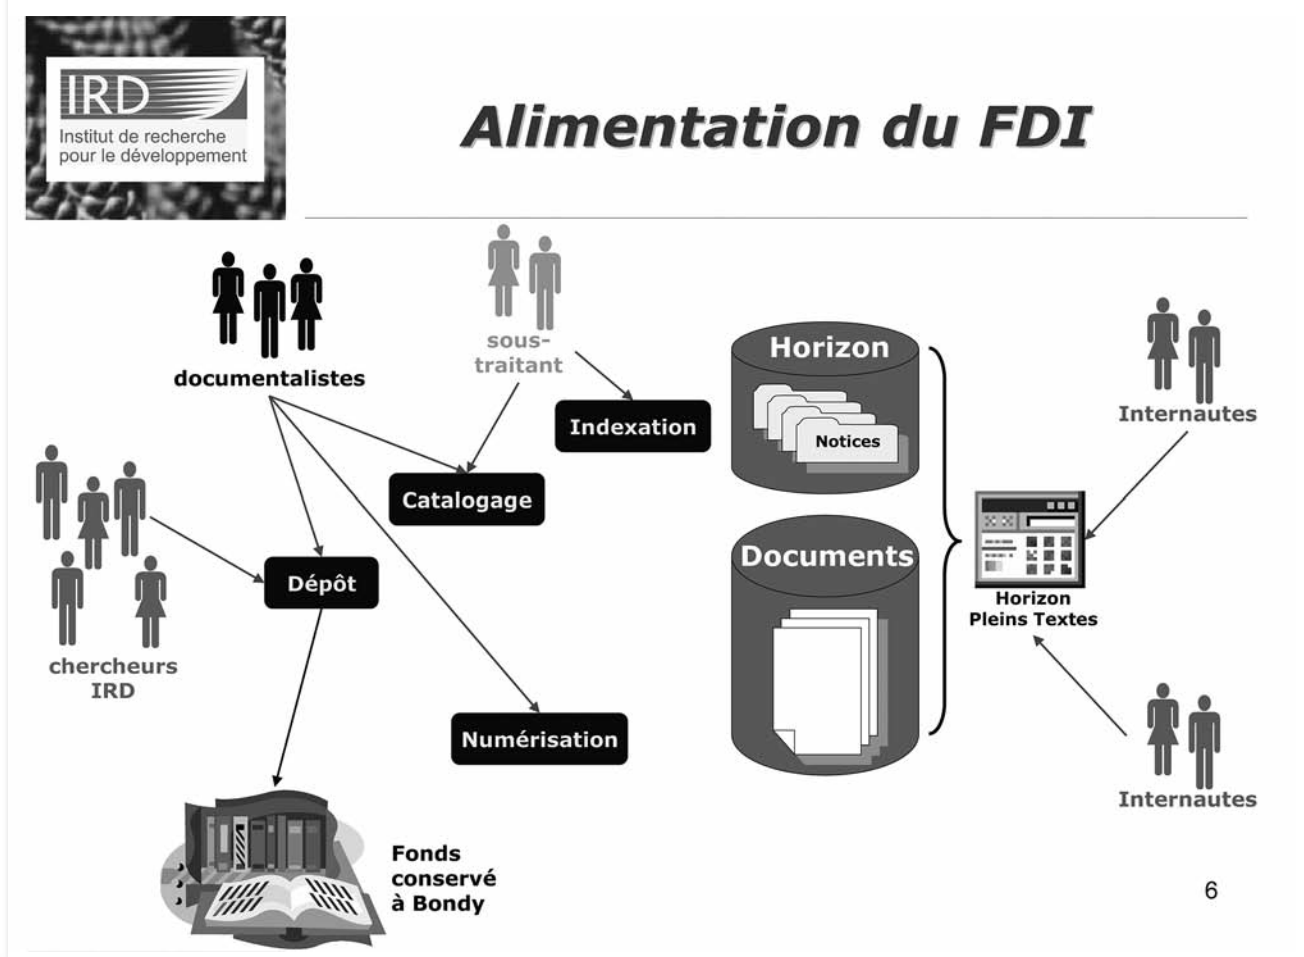 IRD
Institut de recherche
pour le développement
Alimentation du FDI
documentalistes
sous-
traitant
Horizon
Notices
Internautes
Indexation
Catalogage
Documents
Dépôt
Horizon
Pleins Textes
chercheurs
IRD
Numérisation
Internautes
Fonds
conservé
à Bondy
6